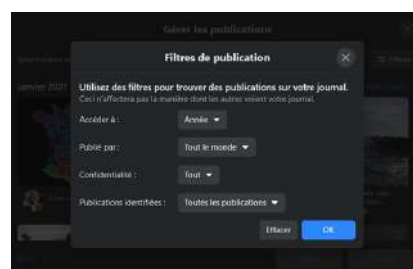 Gérer les publications
Filtres de publication
Utilisez des filtres pour trouver des publications sur votre journal.
Ceci n'affectera pas la manière dont les autres voient votre journal.
Accéder à : Année
Publié par : Tout le monde
Confidentialité : Tout
Publications identifiées : Toutes les publications
Effacer OK
janvier 2021